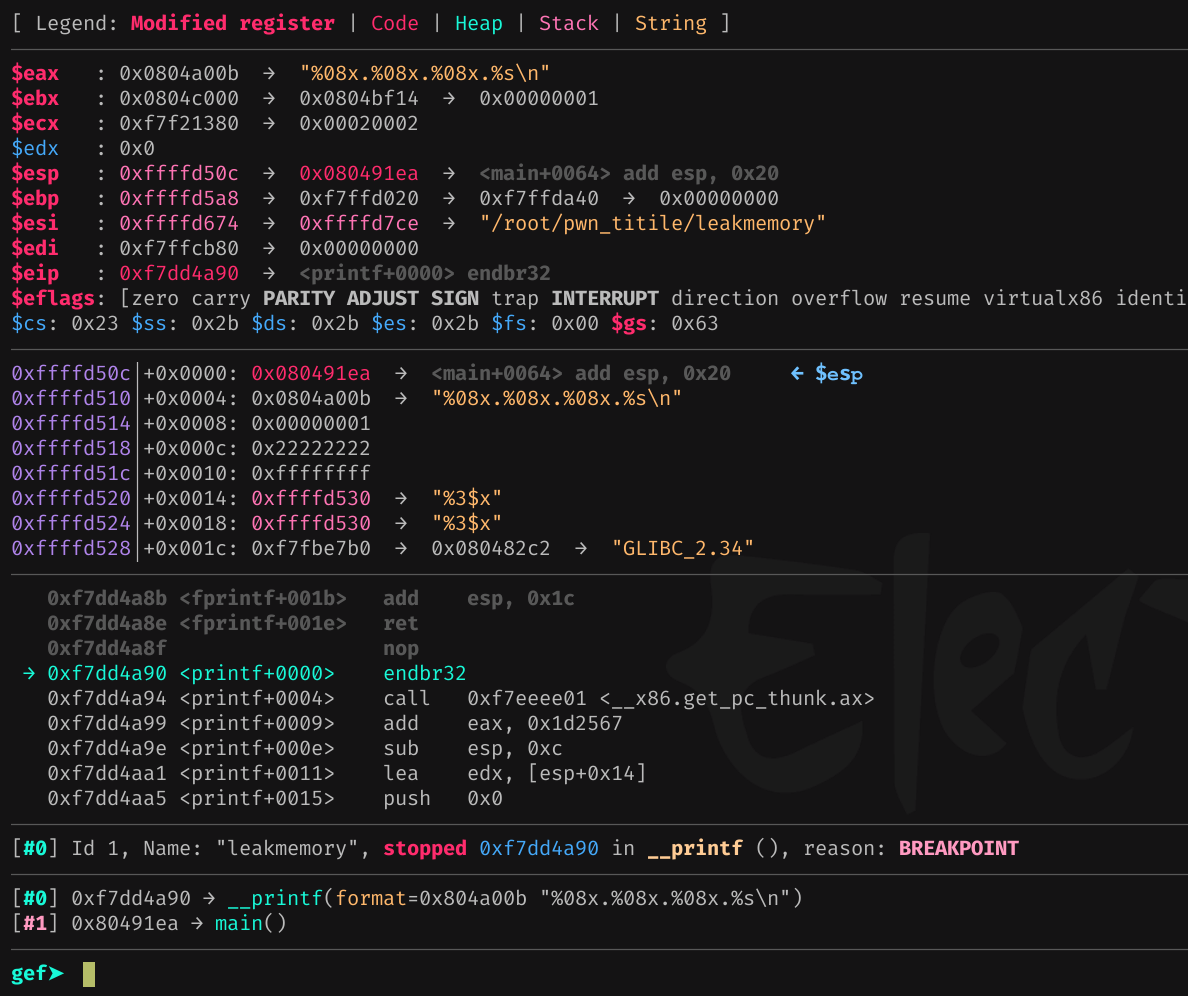 [ Legend: Modified register | Code | Heap | Stack | String ]
$eax   : 0x0804a00b  →  "%08x.%08x.%08x.%s\n"
$ebx   : 0x0804c000  →  0x0804bf14  →  0x00000001
$ecx   : 0xf7f21380  →  0x00020002
$edx   : 0x0
$esp   : 0xffffd50c  →  0x080491ea  →  <main+0064> add esp, 0x20
$ebp   : 0xffffd5a8  →  0xf7ffd020  →  0xf7ffda40  →  0x00000000
$esi   : 0xffffd674  →  0xffffd7ce  →  "/root/pwn_titile/leakmemory"
$edi   : 0xf7ffcb80  →  0x00000000
$eip   : 0xf7dd4a90  →  <printf+0000> endbr32
$eflags: [zero carry PARITY ADJUST SIGN trap INTERRUPT direction overflow resume virtualx86 identi
$cs: 0x23 $ss: 0x2b $ds: 0x2b $es: 0x2b $fs: 0x00 $gs: 0x63
0xffffd50c│+0x0000: 0x080491ea  →  <main+0064> add esp, 0x20     ← $esp
0xffffd510│+0x0004: 0x0804a00b  →  "%08x.%08x.%08x.%s\n"
0xffffd514│+0x0008: 0x00000001
0xffffd518│+0x000c: 0x22222222
0xffffd51c│+0x0010: 0xffffffff
0xffffd520│+0x0014: 0xffffd530  →  "%3$x"
0xffffd524│+0x0018: 0xffffd530  →  "%3$x"
0xffffd528│+0x001c: 0xf7fbe7b0  →  0x080482c2  →  "GLIBC_2.34"
0xf7dd4a8b <fprintf+001b>   add    esp, 0x1c
0xf7dd4a8e <fprintf+001e>   ret
0xf7dd4a8f                  nop
→ 0xf7dd4a90 <printf+0000>    endbr32
0xf7dd4a94 <printf+0004>    call   0xf7eeee01 <__x86.get_pc_thunk.ax>
0xf7dd4a99 <printf+0009>    add    eax, 0x1d2567
0xf7dd4a9e <printf+000e>    sub    esp, 0xc
0xf7dd4aa1 <printf+0011>    lea    edx, [esp+0x14]
0xf7dd4aa5 <printf+0015>    push   0x0
[#0] Id 1, Name: "leakmemory", stopped 0xf7dd4a90 in __printf (), reason: BREAKPOINT
[#0] 0xf7dd4a90 → __printf(format=0x804a00b "%08x.%08x.%08x.%s\n")
[#1] 0x80491ea → main()
gef➤